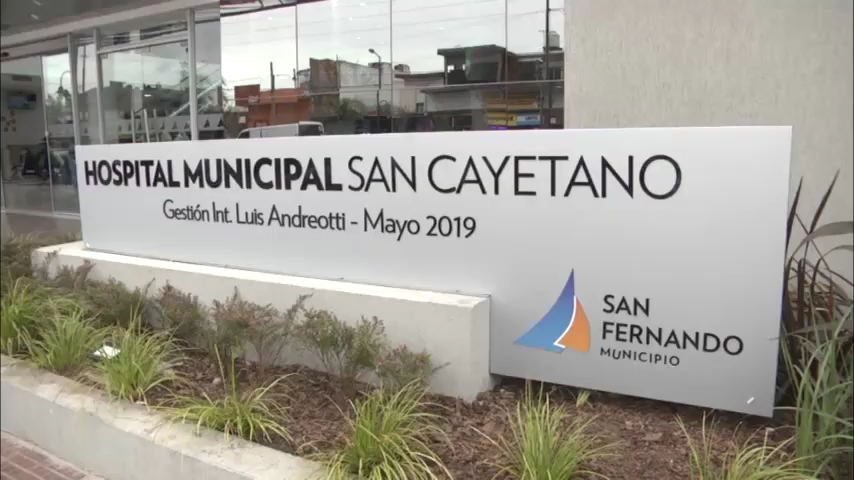 HOSPITAL MUNICIPAL SAN CAYETANO
Gestión Int. Luis Andreotti - Mayo 2019
SAN
FERNANDO
MUNICIPIO